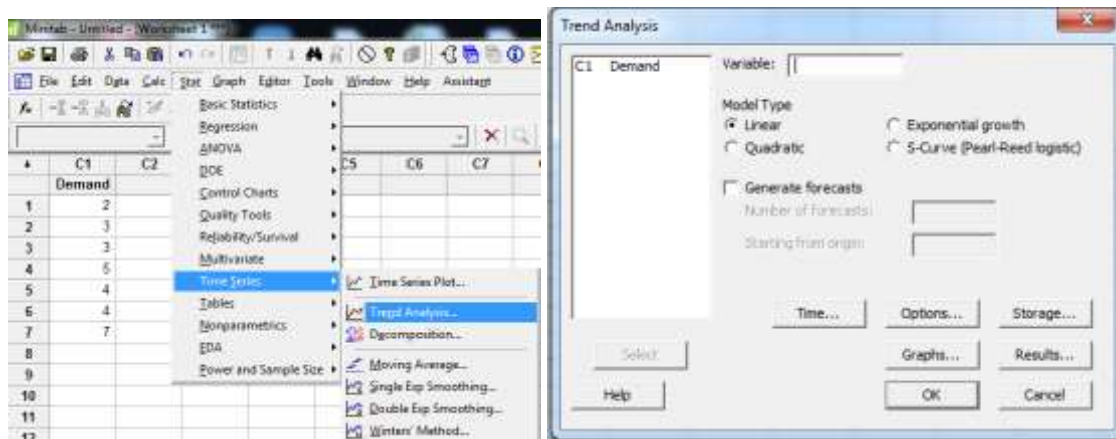 Minitab - Untitled - [Worksheet 1 ***]
File Edit Data Calc Stat Graph Editor Tools Window Help Assistant
Basic Statistics
Regression
ANOVA
DOE
Control Charts
Quality Tools
Reliability/Survival
Multivariate
Time Series
Tables
Nonparametrics
EDA
Power and Sample Size
Time Series Plot...
Trend Analysis...
Decomposition...
Moving Average...
Single Exp Smoothing...
Double Exp Smoothing...
Winters' Method...
C1 C2 C5 C6 C7
Demand
1 2
2 3
3 3
4 5
5 4
6 4
7 7
8
9
10
11
12
Trend Analysis
C1 Demand
Variable:
Model Type
Linear
Exponential growth
Quadratic
S-Curve (Pearl-Reed logistic)
Generate forecasts
Number of forecasts:
Starting from origin:
Time... Options... Storage...
Select Graphs... Results...
Help OK Cancel